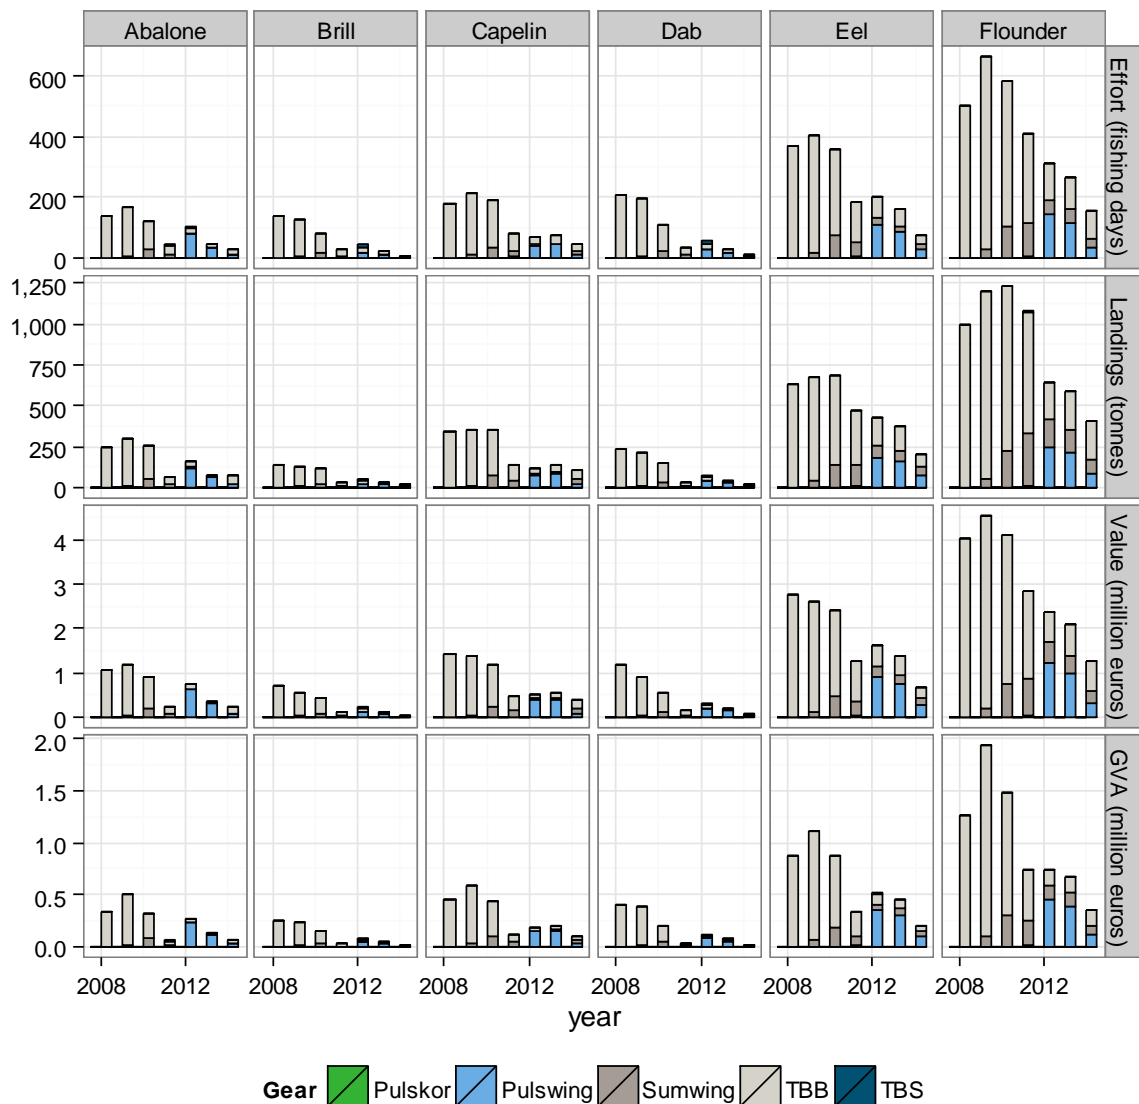 Abalone Brill Capelin Dab Eel Flounder
600
400
200
0
Effort (fishing days)
1,250
1,000
750
500
250
0
Landings (tonnes)
4
3
2
1
0
Value (million euros)
2.0
1.5
1.0
0.5
0.0
GVA (million euros)
2008 2012 2008 2012 2008 2012 2008 2012 2008 2012 2008 2012
year
Gear Pulskor Pulswing Sumwing TBB TBS